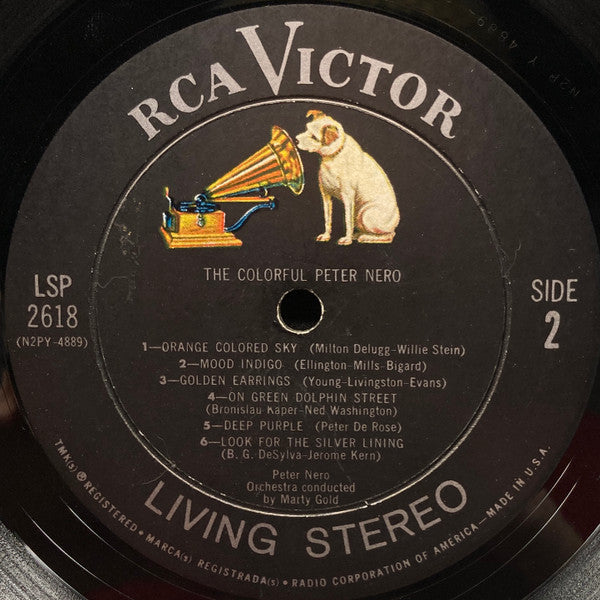 RCA VICTOR
THE COLORFUL PETER NERO
LSP
2618
(N2PY-4889)
SIDE
2
1—ORANGE COLORED SKY (Milton Delugg-Willie Stein)
2—MOOD INDIGO (Ellington-Mills-Bigard)
3—GOLDEN EARRINGS (Young-Livingston-Evans)
4—ON GREEN DOLPHIN STREET
(Bronislau Kaper-Ned Washington)
5—DEEP PURPLE (Peter De Rose)
6—LOOK FOR THE SILVER LINING
(B. G. DeSylva-Jerome Kern)
Peter Nero
Orchestra conducted
by Marty Gold
LIVING STEREO
TMK(s) ® REGISTERED • MARCA(s) REGISTRADA(s) • RADIO CORPORATION OF AMERICA—MADE IN U.S.A.
N2PY 4889